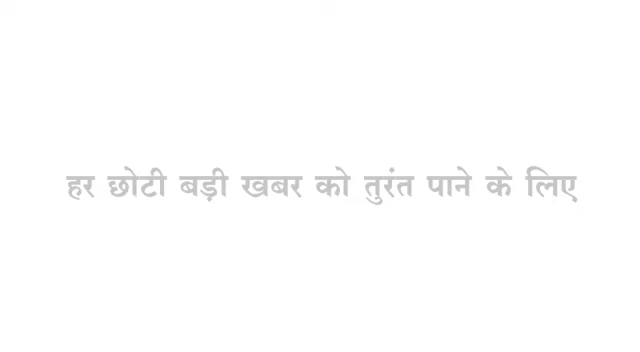 हर छोटी बड़ी खबर को तुरंत पाने के लिए